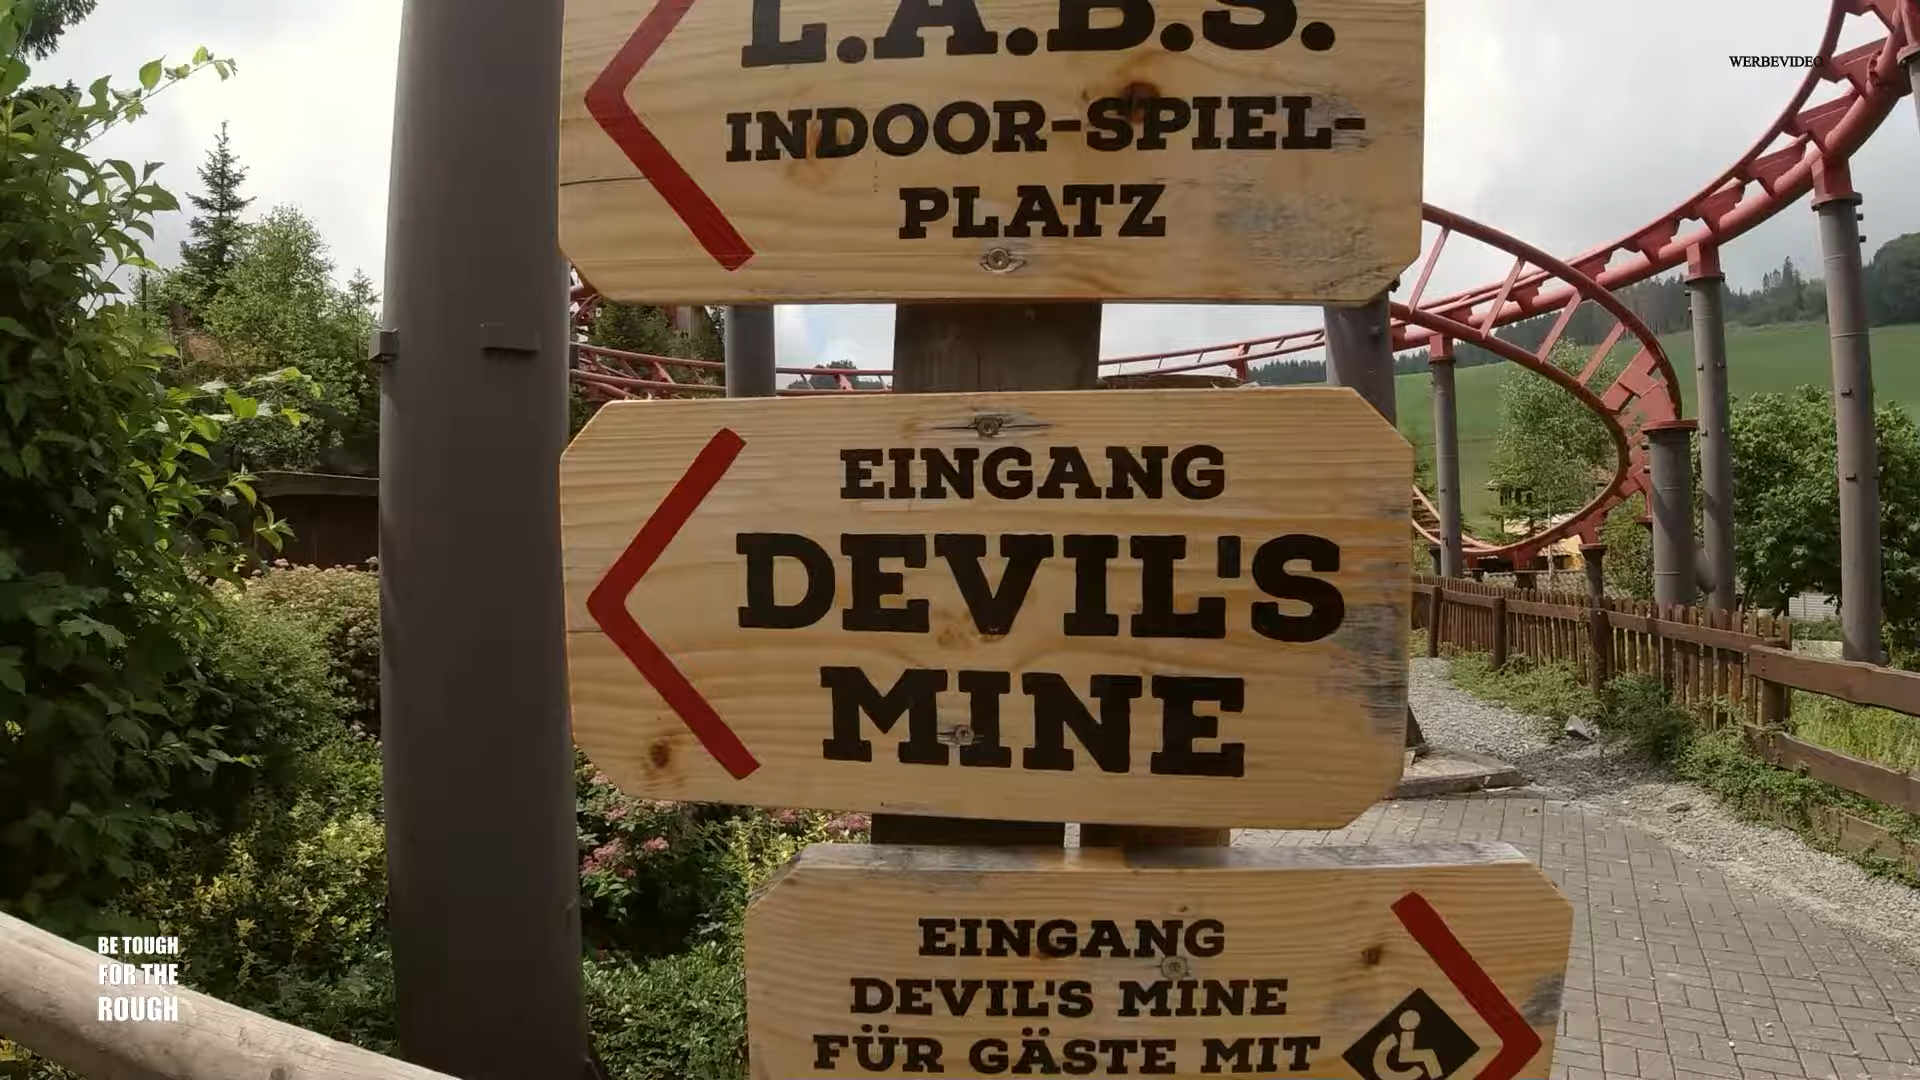 WERBEVIDEO
L.A.B.S.
INDOOR-SPIEL-
PLATZ
EINGANG
DEVIL'S
MINE
EINGANG
DEVIL'S MINE
FÜR GÄSTE MIT
BE TOUGH
FOR THE
ROUGH